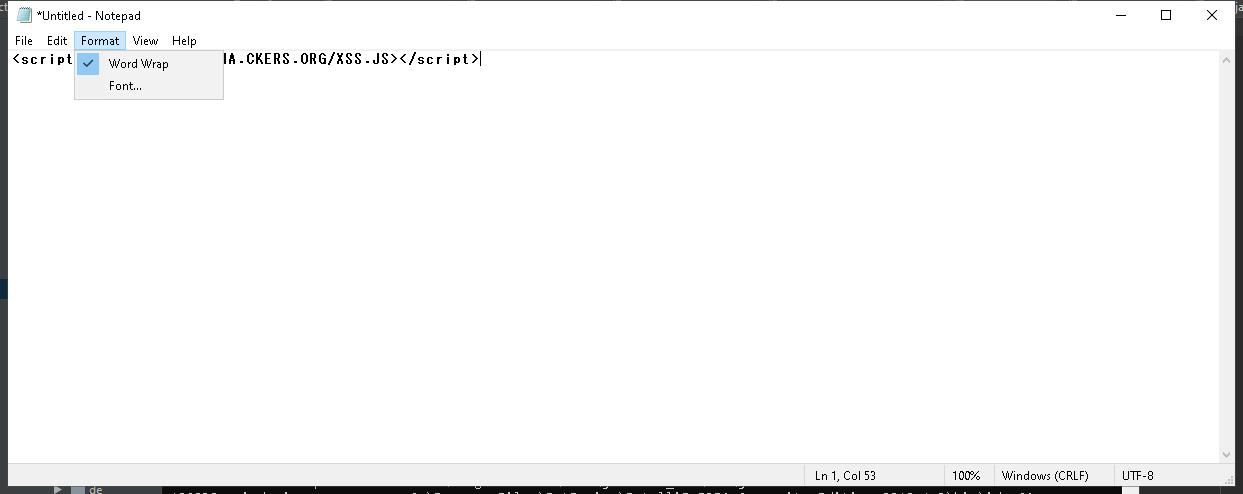 *Untitled - Notepad
File Edit Format View Help
<script IA.CKERS.ORG/XSS.JS></script>
Word Wrap
Font...
Ln 1, Col 53 100% Windows (CRLF) UTF-8
de